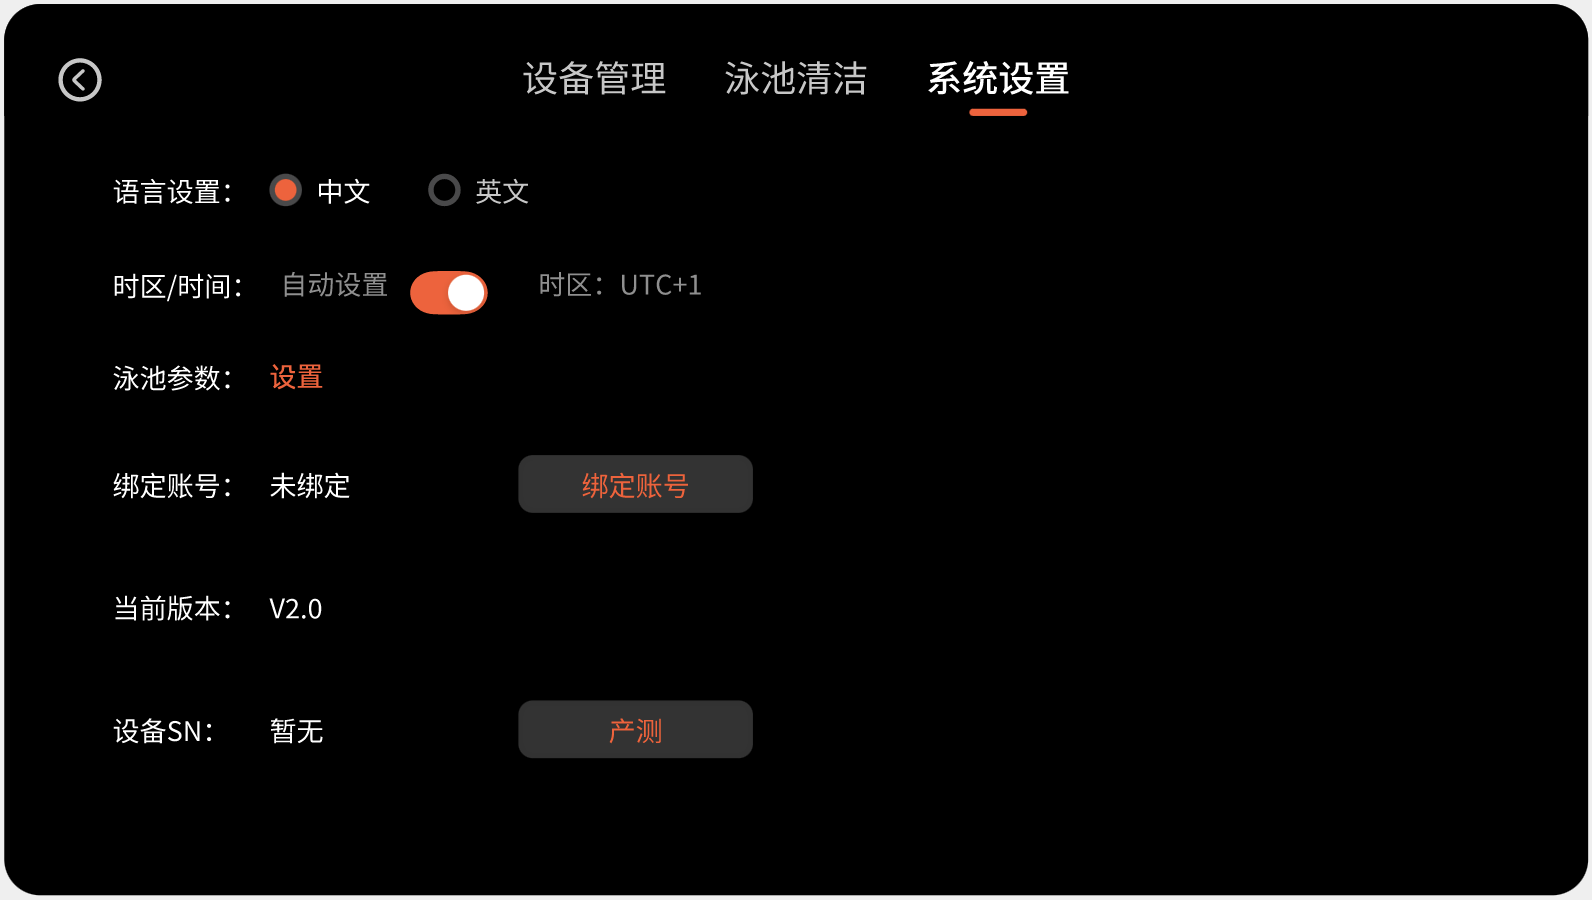 设备管理 泳池清洁 系统设置
语言设置： 中文 英文
时区/时间： 自动设置 时区：UTC+1
泳池参数： 设置
绑定账号： 未绑定 绑定账号
当前版本： V2.0
设备SN： 暂无 产测